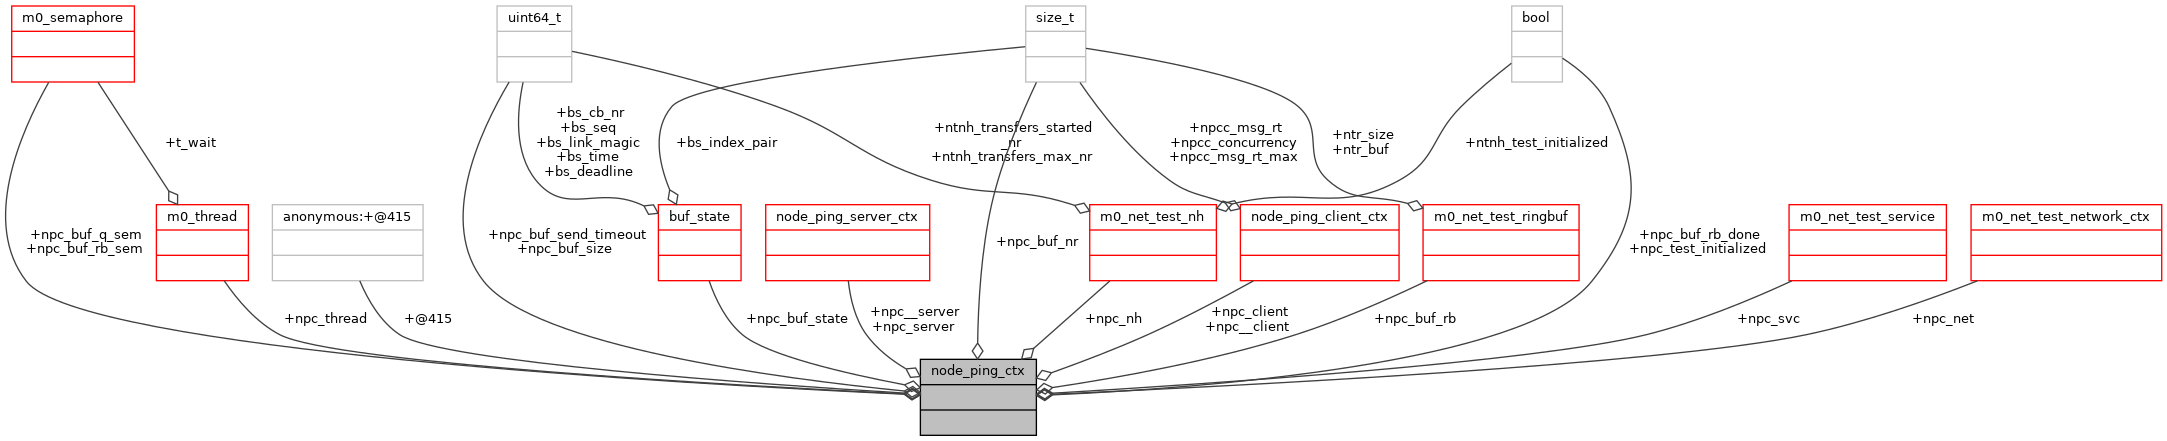 m0_semaphore
uint64_t
size_t
bool
+bs_cb_nr
+bs_seq
+bs_link_magic
+bs_time
+bs_deadline
+t_wait
+bs_index_pair
+ntnh_transfers_started
_nr
+ntnh_transfers_max_nr
+npcc_msg_rt
+npcc_concurrency
+npcc_msg_rt_max
+ntr_size
+ntr_buf
+ntnh_test_initialized
m0_thread
anonymous:+@415
buf_state
node_ping_server_ctx
m0_net_test_nh
node_ping_client_ctx
m0_net_test_ringbuf
m0_net_test_service
m0_net_test_network_ctx
+npc_buf_q_sem
+npc_buf_rb_sem
+npc_buf_send_timeout
+npc_buf_size
+npc_buf_nr
+npc_buf_rb_done
+npc_test_initialized
+npc_thread
+@415
+npc_buf_state
+npc__server
+npc_server
+npc_nh
+npc_client
+npc__client
+npc_buf_rb
+npc_svc
+npc_net
node_ping_ctx